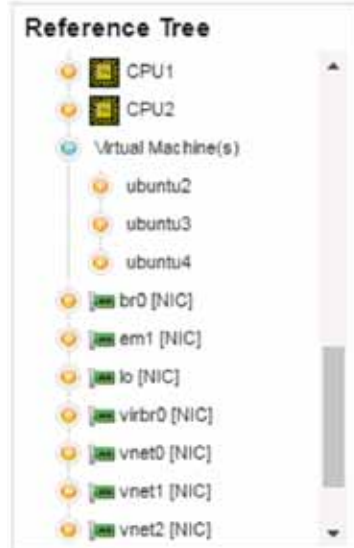 Reference Tree
CPU1
CPU2
Virtual Machine(s)
ubuntu2
ubuntu3
ubuntu4
br0 [NIC]
em1 [NIC]
lo [NIC]
virbr0 [NIC]
vnet0 [NIC]
vnet1 [NIC]
vnet2 [NIC]